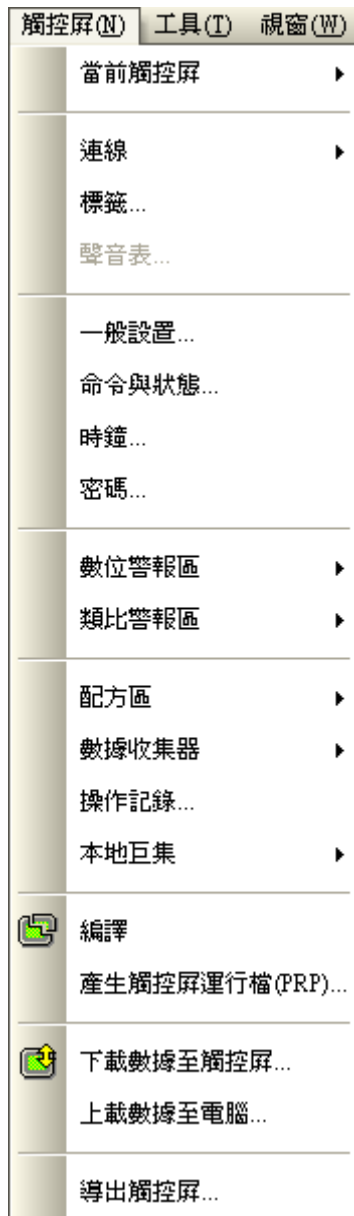 觸控屏(N) 工具(T) 視窗(W)
當前觸控屏
連線
標籤...
聲音表...
一般設置...
命令與狀態...
時鐘...
密碼...
數位警報區
類比警報區
配方區
數據收集器
操作記錄...
本地巨集
編譯
產生觸控屏運行檔(PRP)...
下載數據至觸控屏...
上載數據至電腦...
導出觸控屏...